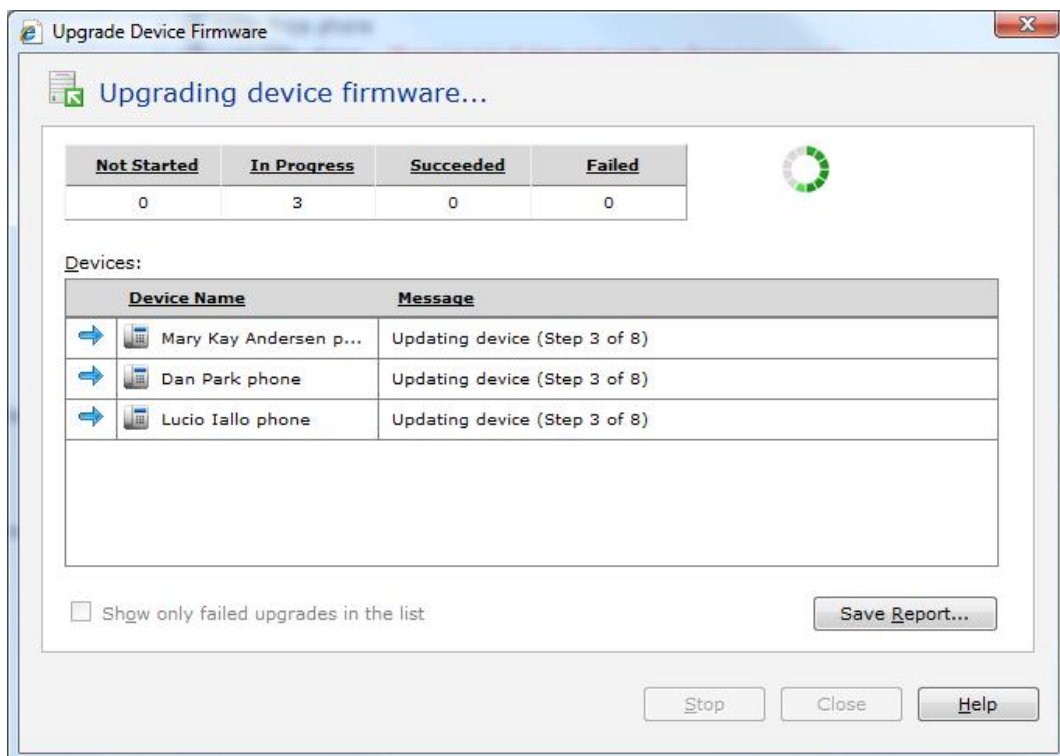 Upgrade Device Firmware
Upgrading device firmware...
Not Started In Progress Succeeded Failed
0 3 0 0
Devices:
Device Name Message
Mary Kay Andersen p... Updating device (Step 3 of 8)
Dan Park phone Updating device (Step 3 of 8)
Lucio Iallo phone Updating device (Step 3 of 8)
Show only failed upgrades in the list
Save Report...
Stop Close Help